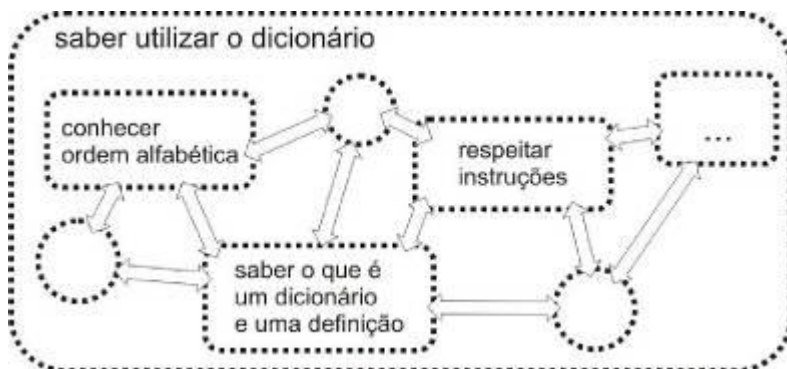 saber utilizar o dicionário
conhecer
ordem alfabética
respeitar
instruções
...
saber o que é
um dicionário
e uma definição